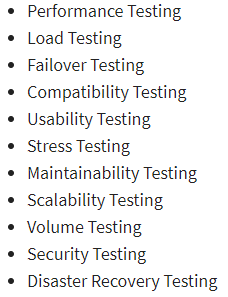 Performance Testing
Load Testing
Failover Testing
Compatibility Testing
Usability Testing
Stress Testing
Maintainability Testing
Scalability Testing
Volume Testing
Security Testing
Disaster Recovery Testing